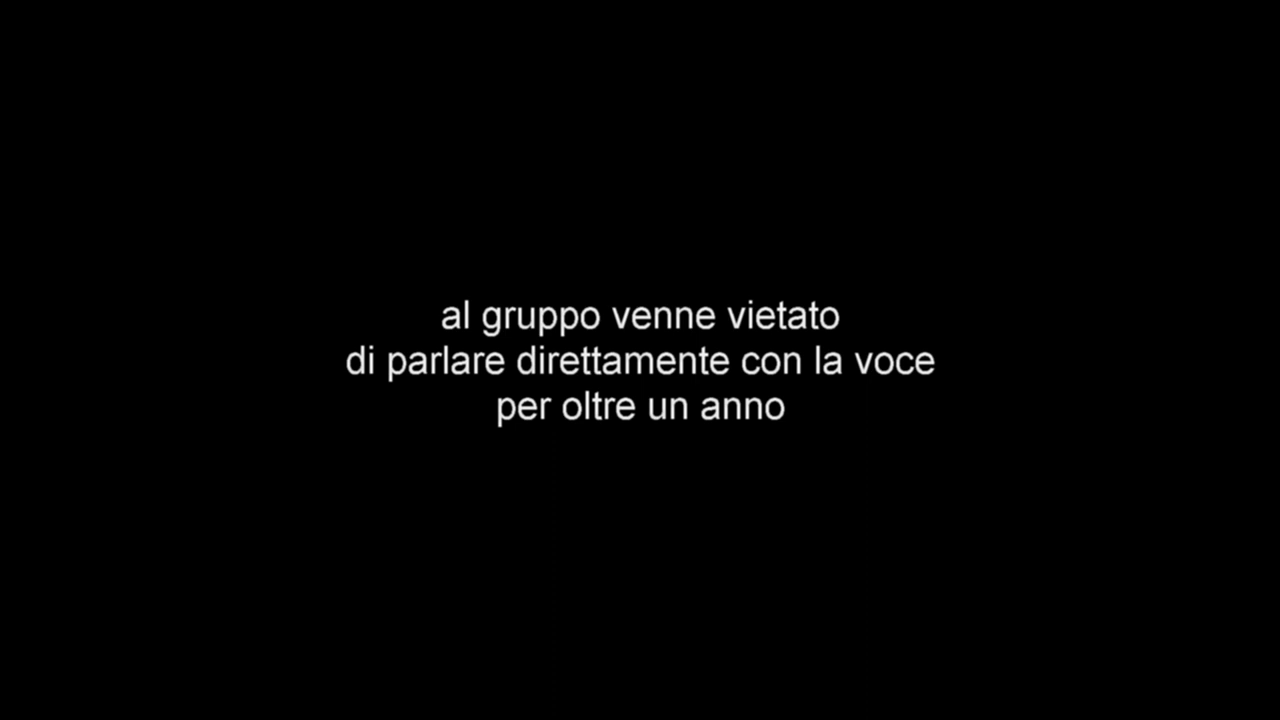 al gruppo venne vietato
di parlare direttamente con la voce
per oltre un anno